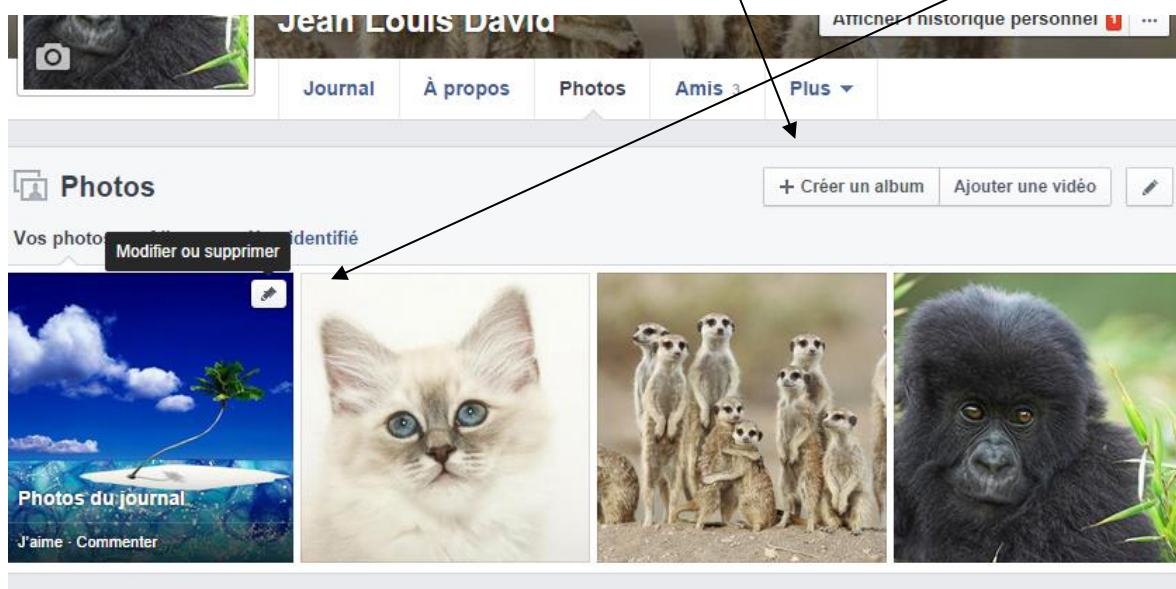 Jean Louis David
Afficher l'historique personnel 1 ...
Journal À propos Photos Amis 3 Plus
Photos
+ Créer un album Ajouter une vidéo
Vos photos identifié
Modifier ou supprimer
Photos du journal
J'aime · Commenter